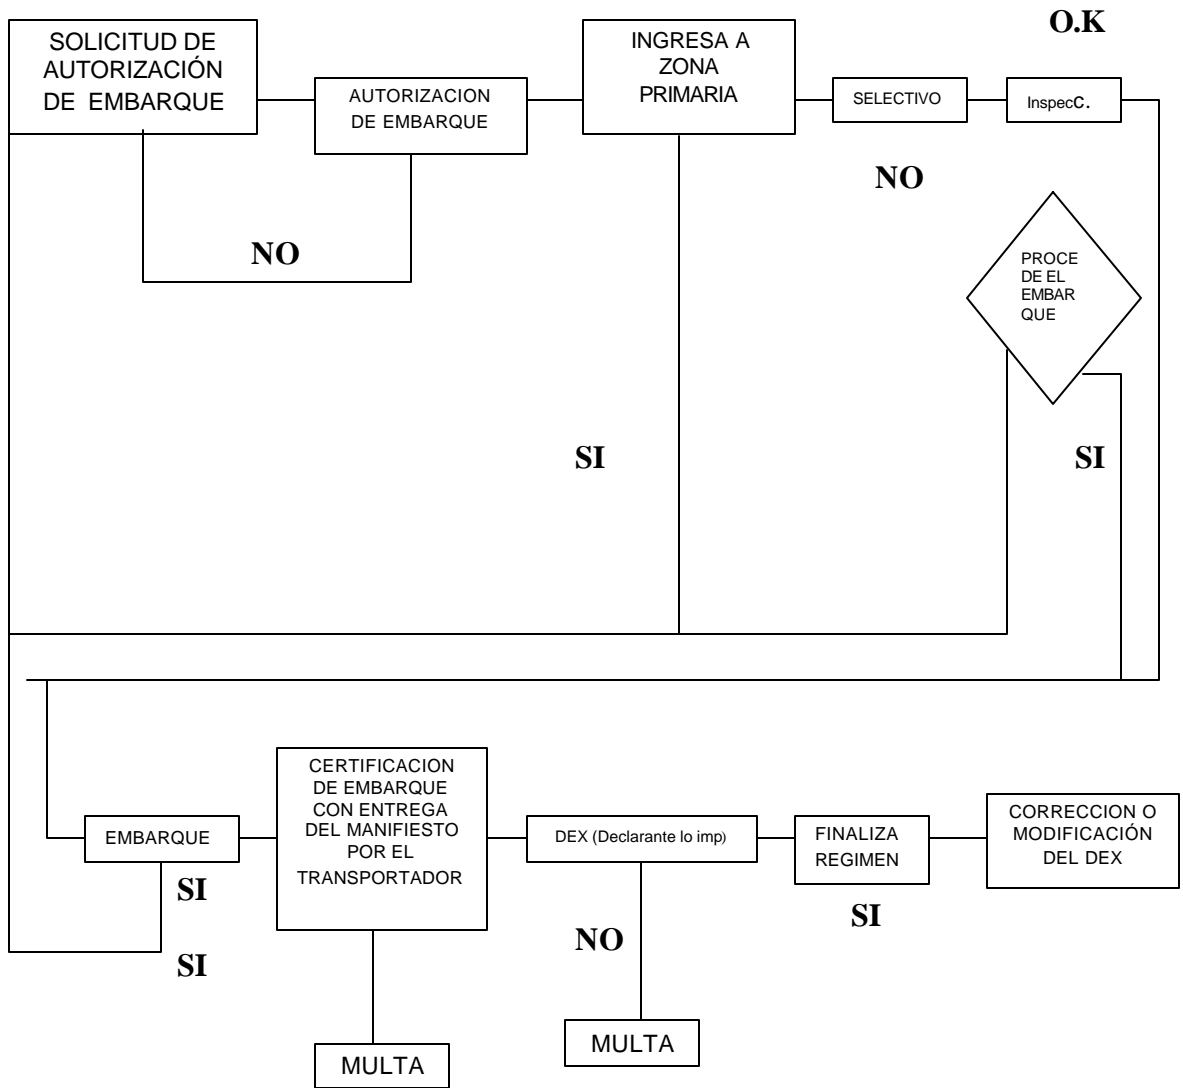 O.K
SOLICITUD DE
AUTORIZACIÓN
DE EMBARQUE
AUTORIZACION
DE EMBARQUE
INGRESA A
ZONA
PRIMARIA
SELECTIVO
InspecC.
NO
NO
PROCE
DE EL
EMBAR
QUE
SI
SI
EMBARQUE
CERTIFICACION
DE EMBARQUE
CON ENTREGA
DEL MANIFIESTO
POR EL
TRANSPORTADOR
DEX (Declarante lo imp)
FINALIZA
REGIMEN
CORRECCION O
MODIFICACIÓN
DEL DEX
SI
SI
NO
SI
MULTA
MULTA